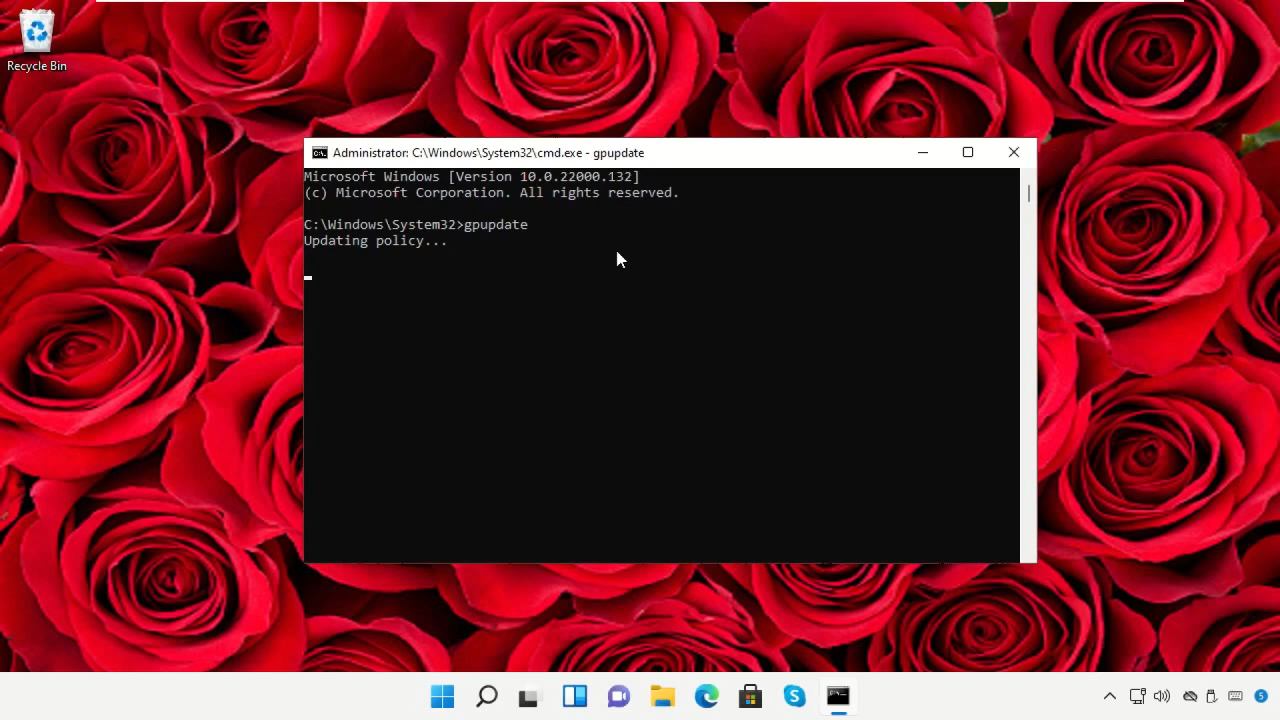 Recycle Bin
Administrator: C:\Windows\System32\cmd.exe - gpupdate
Microsoft Windows [Version 10.0.22000.132]
(c) Microsoft Corporation. All rights reserved.
C:\Windows\System32>gpupdate
Updating policy...
5